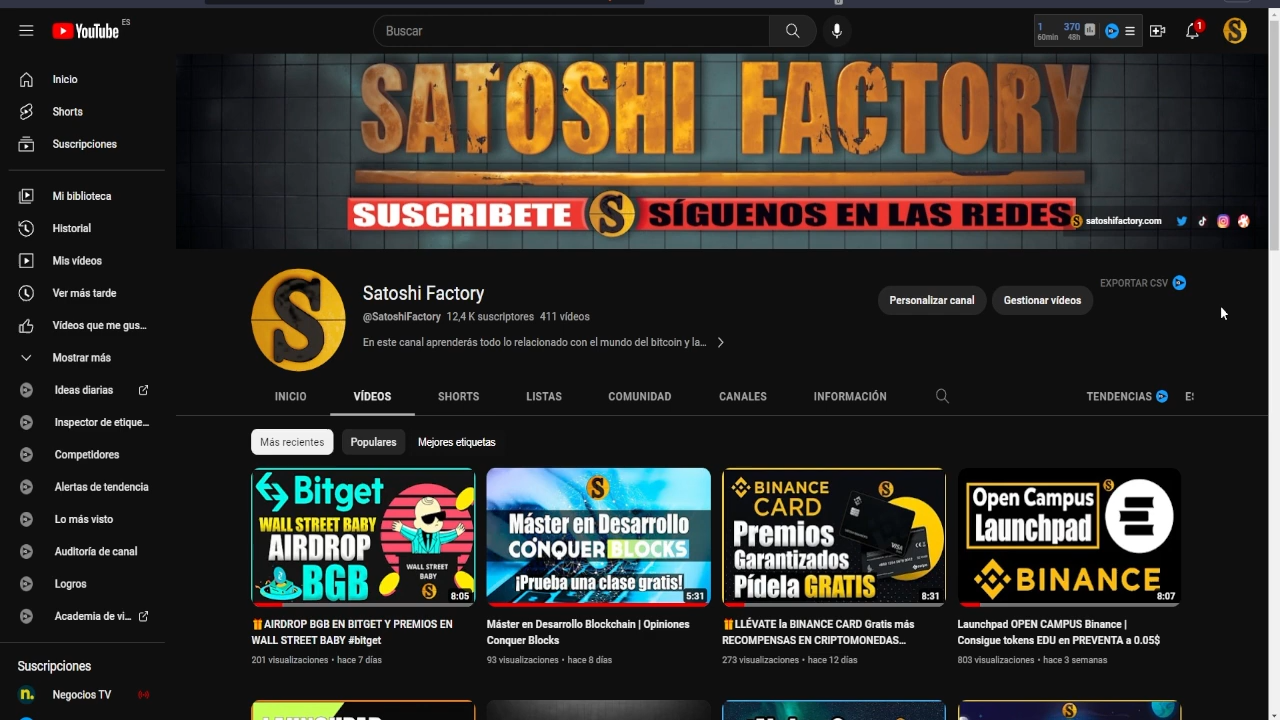 YouTube ES
Buscar
1 370
60min 48h
1
Inicio
Shorts
Suscripciones
Mi biblioteca
Historial
Mis vídeos
Ver más tarde
Vídeos que me gus...
Mostrar más
Ideas diarias
Inspector de etique...
Competidores
Alertas de tendencia
Lo más visto
Auditoría de canal
Logros
Academia de vi...
Suscripciones
n. Negocios TV
SATOSHI FACTORY
SUSCRIBETE S SÍGUENOS EN LAS REDES
satoshifactory.com
S
Satoshi Factory
@SatoshiFactory 12,4 K suscriptores 411 vídeos
En este canal aprenderás todo lo relacionado con el mundo del bitcoin y la...
Personalizar canal
Gestionar vídeos
EXPORTAR CSV
INICIO
VÍDEOS
SHORTS
LISTAS
COMUNIDAD
CANALES
INFORMACIÓN
TENDENCIAS
Más recientes
Populares
Mejores etiquetas
Bitget
WALL STREET BABY
AIRDROP
BGB
WALL STREET
BABY
8:05
🎁AIRDROP BGB EN BITGET Y PREMIOS EN
WALL STREET BABY #bitget
201 visualizaciones • hace 7 días
S
Máster en Desarrollo
CONQUER BLOCKS
¡Prueba una clase gratis!
5:31
Máster en Desarrollo Blockchain | Opiniones
Conquer Blocks
93 visualizaciones • hace 8 días
BINANCE
CARD
Premios
Garantizados
Pídela GRATIS
VISA
8:31
🎁LLÉVATE la BINANCE CARD Gratis más
RECOMPENSAS EN CRIPTOMONEDAS...
273 visualizaciones • hace 12 días
Open Campus
Launchpad
BINANCE
8:07
Launchpad OPEN CAMPUS Binance |
Consigue tokens EDU en PREVENTA a 0.05$
803 visualizaciones • hace 3 semanas